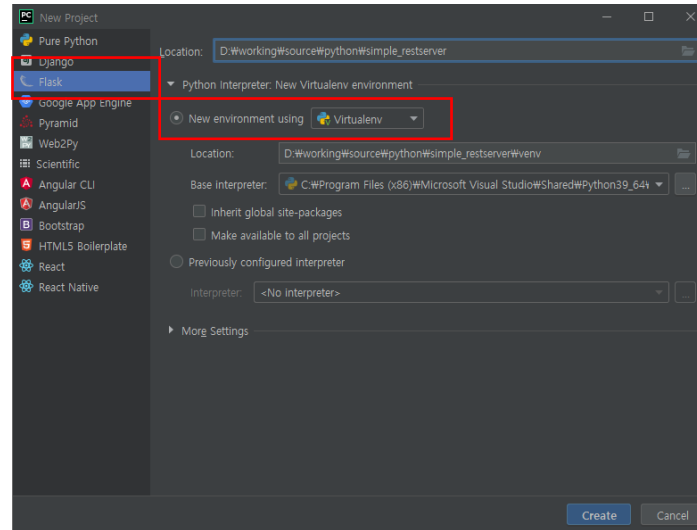 New Project
Pure Python
Django
Flask
Google App Engine
Pyramid
Web2Py
Scientific
Angular CLI
AngularJS
Bootstrap
HTML5 Boilerplate
React
React Native
Location: D:₩working₩source₩python₩simple_restserver
Python Interpreter: New Virtualenv environment
New environment using Virtualenv
Location: D:₩working₩source₩python₩simple_restserver₩venv
Base interpreter: C:₩Program Files (x86)₩Microsoft Visual Studio₩Shared₩Python39_64₩ ...
Inherit global site-packages
Make available to all projects
Previously configured interpreter
Interpreter: <No interpreter> ...
More Settings
Create Cancel